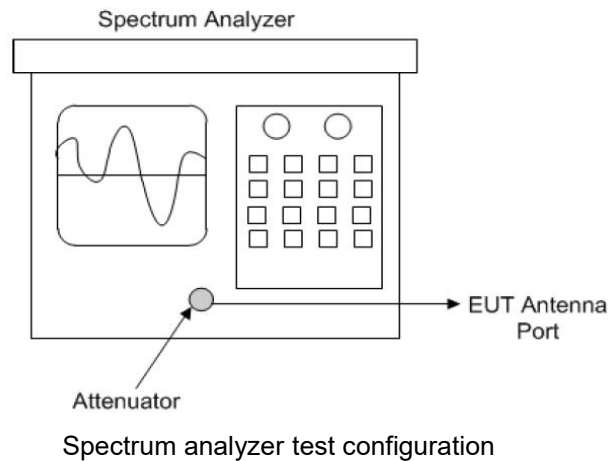 Spectrum Analyzer
EUT Antenna
Port
Attenuator
Spectrum analyzer test configuration